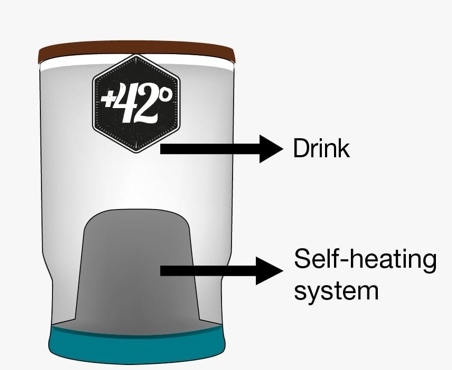 +42°
Drink
Self-heating
system